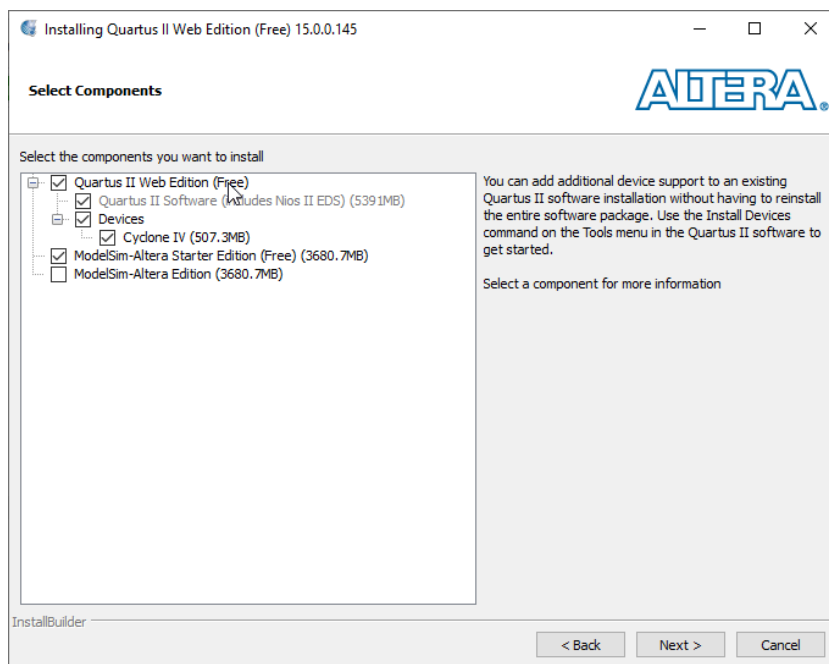 Installing Quartus II Web Edition (Free) 15.0.0.145
Select Components
ALTERA®
Select the components you want to install
Quartus II Web Edition (Free)
Quartus II Software (includes Nios II EDS) (5391MB)
Devices
Cyclone IV (507.3MB)
ModelSim-Altera Starter Edition (Free) (3680.7MB)
ModelSim-Altera Edition (3680.7MB)
You can add additional device support to an existing
Quartus II software installation without having to reinstall
the entire software package. Use the Install Devices
command on the Tools menu in the Quartus II software to
get started.
Select a component for more information
InstallBuilder
< Back
Next >
Cancel